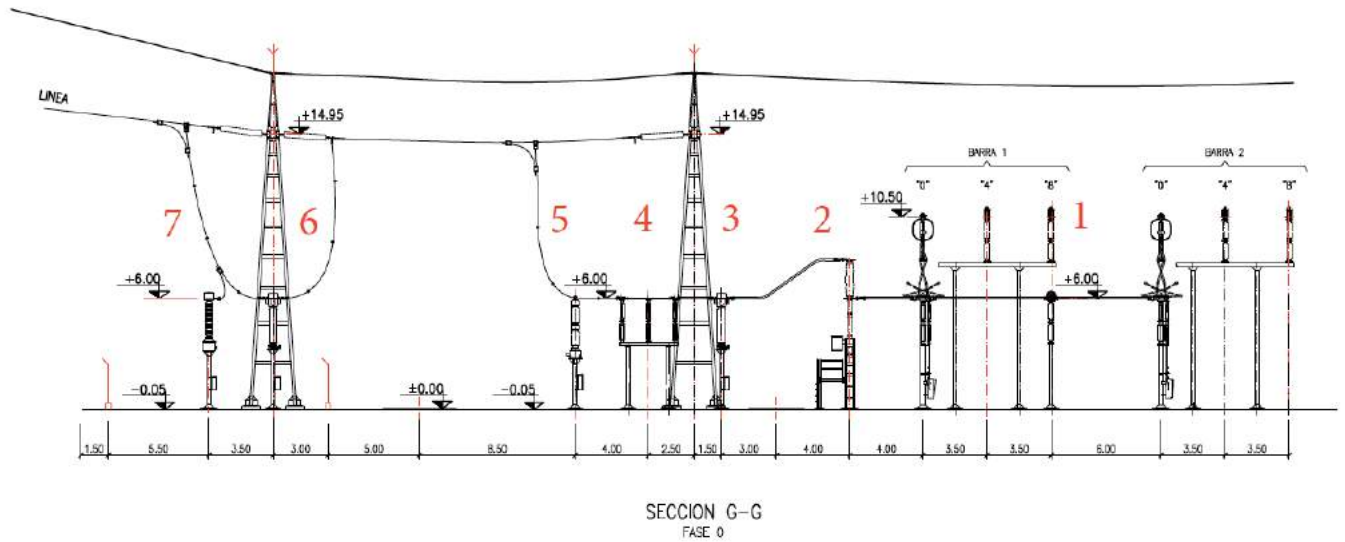 LINEA
+14.95
+14.95
BARRA 1
BARRA 2
"0" "4" "8" "0" "4" "8"
+10.50
7 6 5 4 3 2 1
+6.00
+6.00
+6.00
-0.05
±0.00
-0.05
1.50 5.50 3.50 3.00 5.00 8.50 4.00 2.50 1.50 3.00 4.00 4.00 3.50 3.50 6.00 3.50 3.50
SECCION G-G
FASE 0